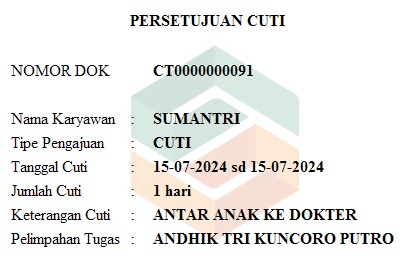 PERSETUJUAN CUTI
NOMOR DOK CT0000000091
Nama Karyawan : SUMANTRI
Tipe Pengajuan : CUTI
Tanggal Cuti : 15-07-2024 sd 15-07-2024
Jumlah Cuti : 1 hari
Keterangan Cuti : ANTAR ANAK KE DOKTER
Pelimpahan Tugas : ANDHIK TRI KUNCORO PUTRO